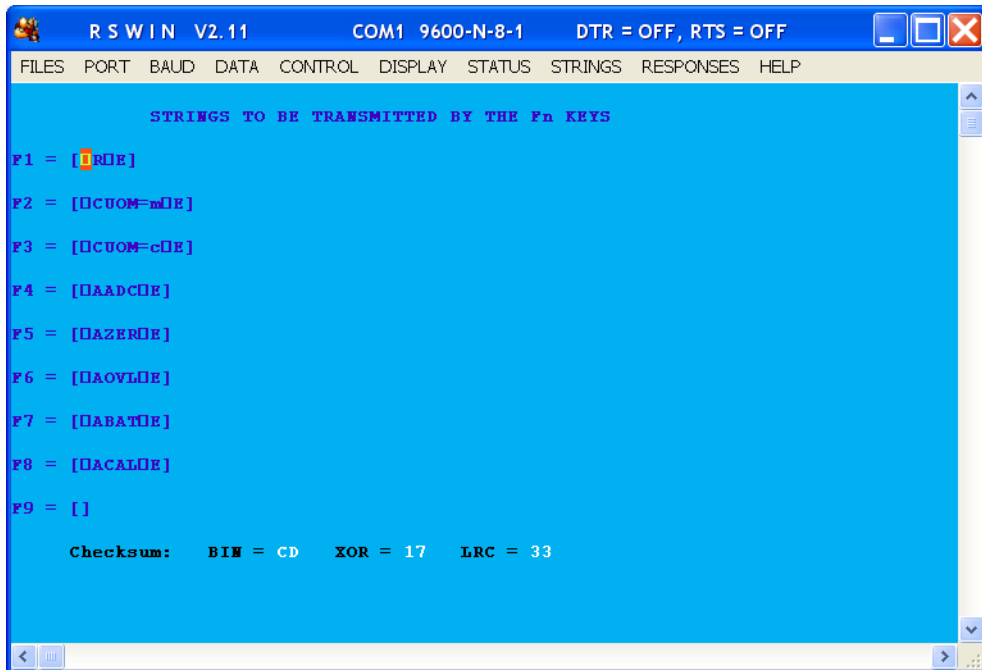 RSWIN V2.11 COM1 9600-N-8-1 DTR = OFF, RTS = OFF
FILES PORT BAUD DATA CONTROL DISPLAY STATUS STRINGS RESPONSES HELP
STRINGS TO BE TRANSMITTED BY THE Fn KEYS
F1 = [▯R▯E]
F2 = [▯CUOM=m▯E]
F3 = [▯CUOM=c▯E]
F4 = [▯AADC▯E]
F5 = [▯AZER▯E]
F6 = [▯AOVL▯E]
F7 = [▯ABAT▯E]
F8 = [▯ACAL▯E]
F9 = []
Checksum: BIN = CD XOR = 17 LRC = 33